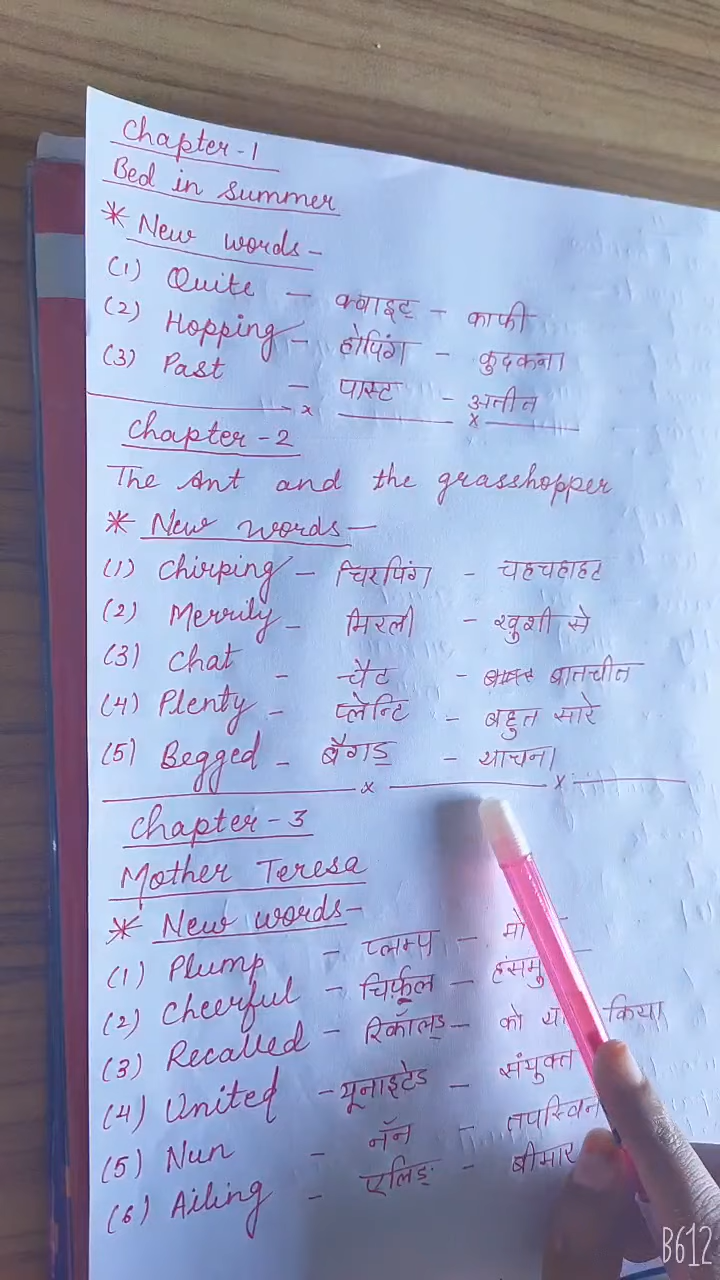 Chapter-1
Bed in Summer
* New words-
(1) Quite - क्वाइट् - काफी
(2) Hopping - होपिंग - कुदकना
(3) Past - पास्ट - अतीत
x x
Chapter-2
The Ant and the grasshopper
* New words-
(1) Chirping - चिरपिंग - चहचहाहट
(2) Merrily - मिरली - खुशी से
(3) Chat - चैट - बातचीत
(4) Plenty - प्लेन्टि - बहुत सारे
(5) Begged - बैगड् - याचना
x x
Chapter-3
Mother Teresa
* New words-
(1) Plump - प्लम्प - मो
(2) Cheerful - चिर्फूल - हंसमु
(3) Recalled - रिकॉल्ड् - को या किया
(4) United - यूनाइटेड - संयुक्त
(5) Nun - नॅन - तपस्विन
(6) Ailing - एलिङ् - बीमार
B612